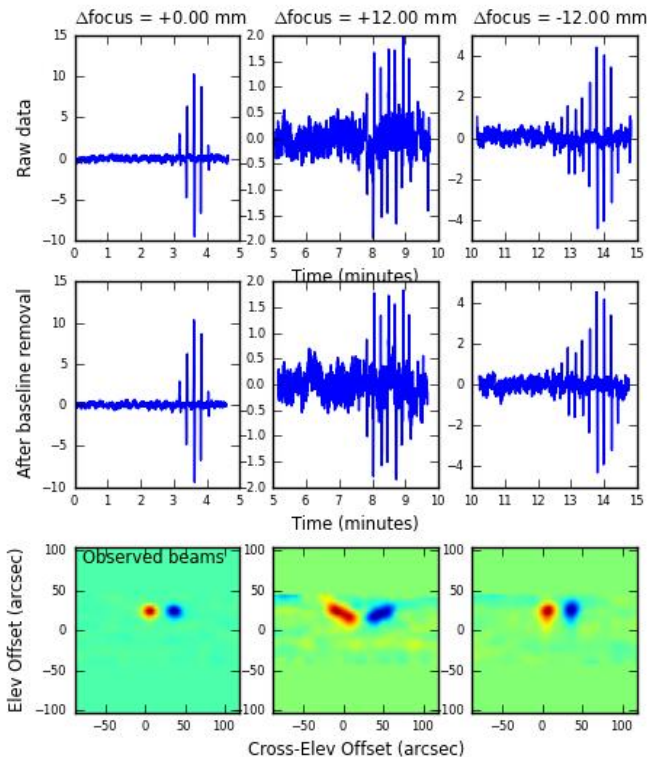 Δfocus = +0.00 mm
Δfocus = +12.00 mm
Δfocus = -12.00 mm
Raw data
15
10
5
0
−5
−10
0 1 2 3 4 5
2.0
1.5
1.0
0.5
0.0
0.5
1.0
1.5
2.0
5 6 7 8 9 10
4
2
0
−2
−4
10 11 12 13 14 15
Time (minutes)
After baseline removal
15
10
5
0
−5
−10
0 1 2 3 4 5
2.0
1.5
1.0
0.5
0.0
−0.5
1.0
1.5
2.0
5 6 7 8 9 10
4
2
0
−2
−4
10 11 12 13 14 15
Time (minutes)
Observed beams
Elev Offset (arcsec)
100
50
0
−50
−100
−50 0 50 100
100
50
0
−50
−100
−50 0 50 100
100
50
0
−50
−100
−50 0 50 100
Cross-Elev Offset (arcsec)